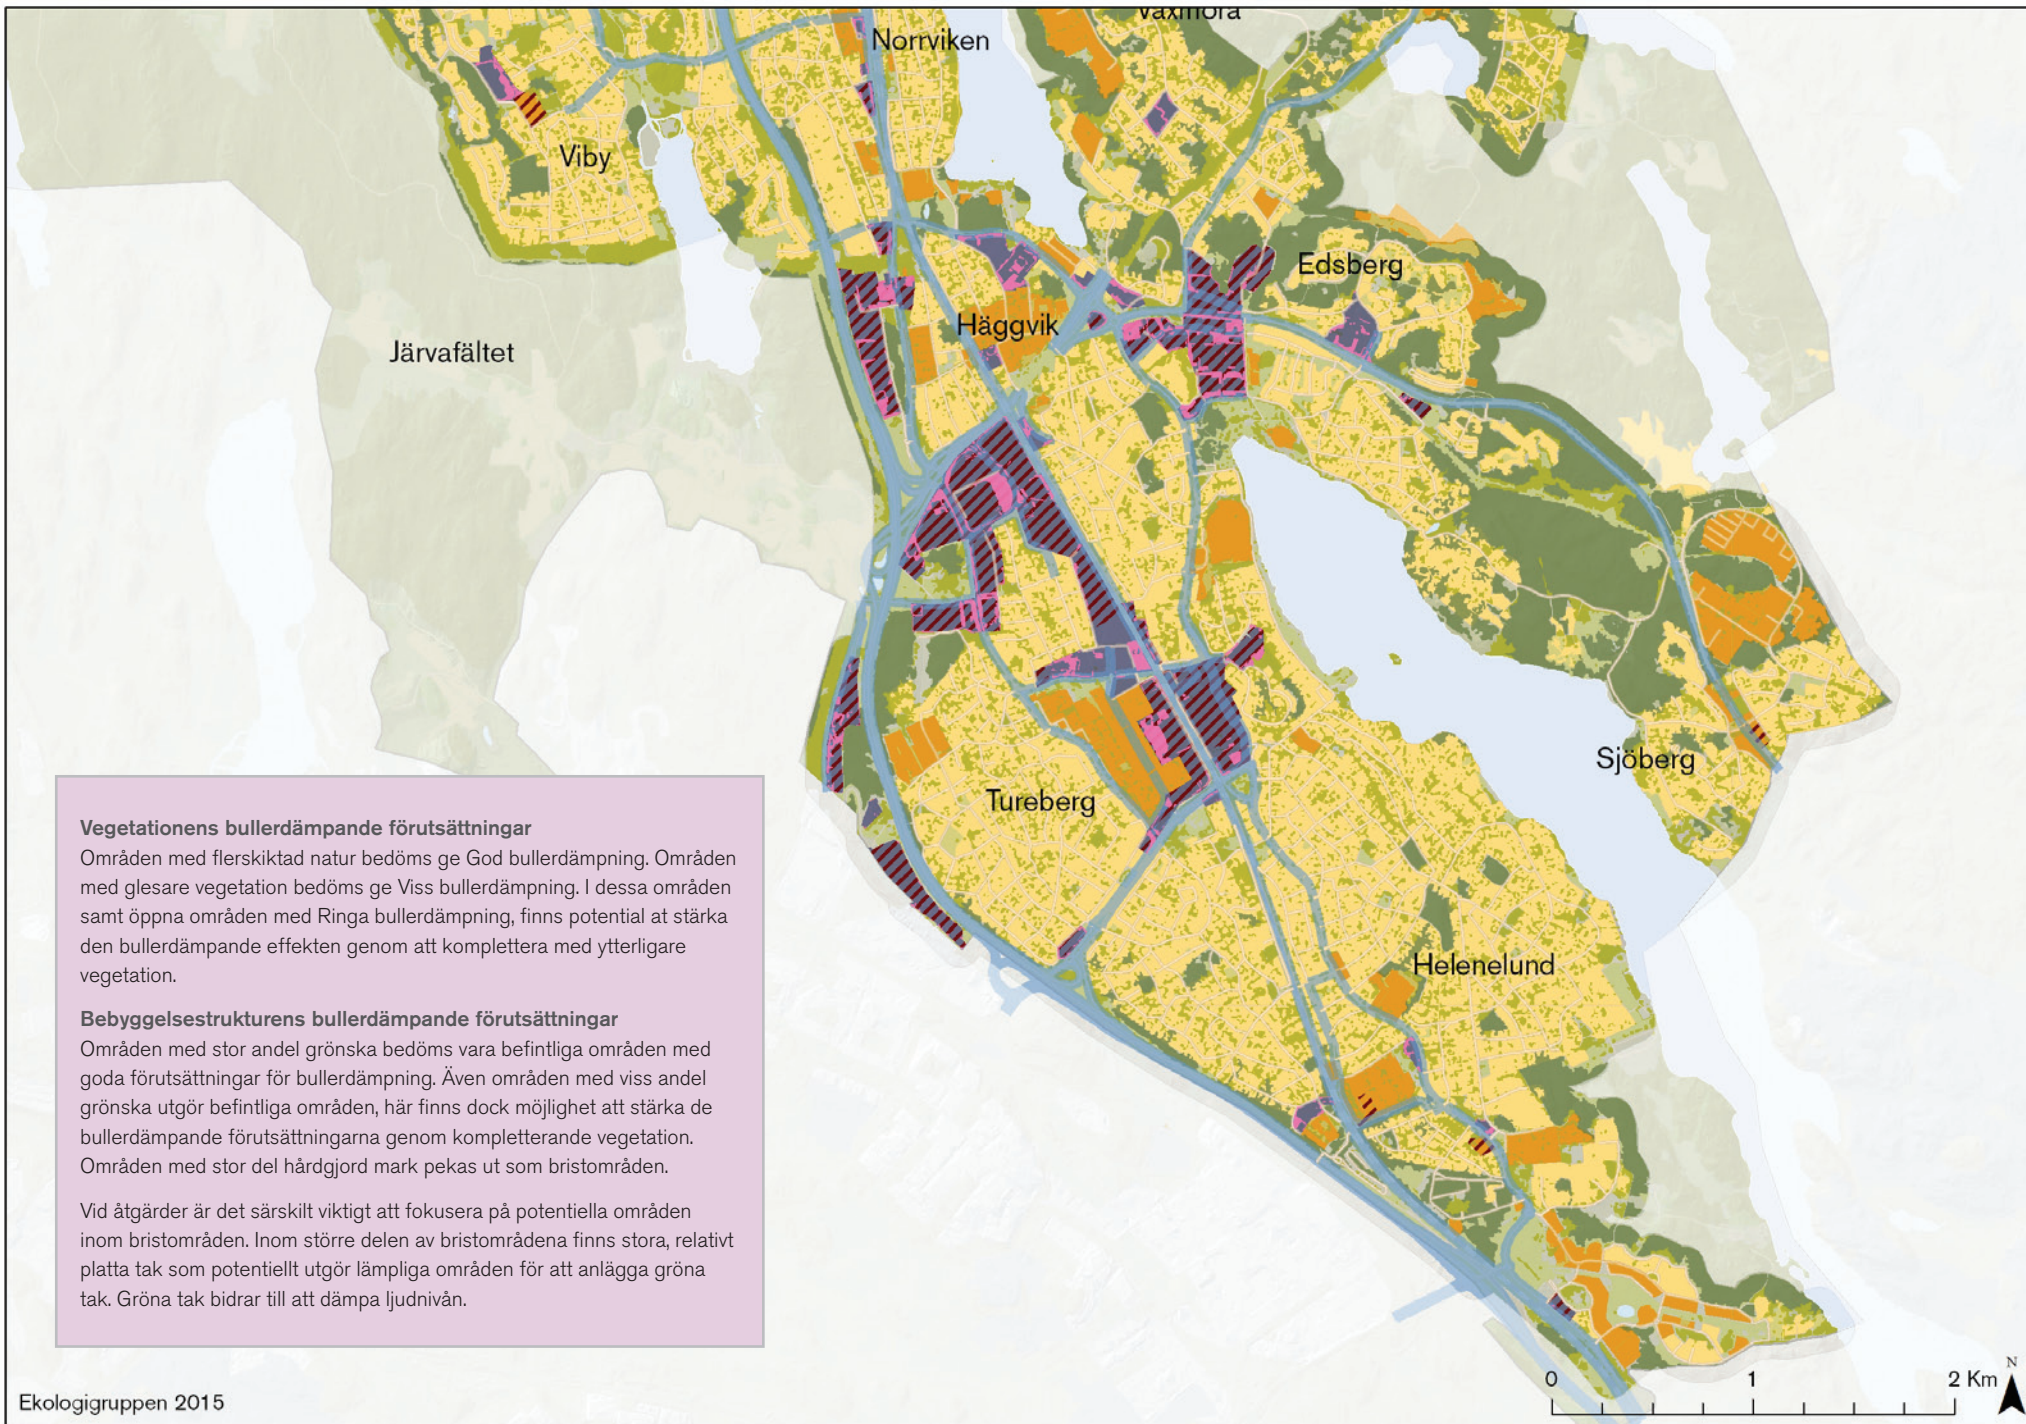 Växmora
Norrviken
Viby
Edsberg
Häggvik
Järvafältet
Sjöberg
Tureberg
Helenelund
Vegetationens bullerdämpande förutsättningar
Områden med flerskiktad natur bedöms ge God bullerdämpning. Områden
med glesare vegetation bedöms ge Viss bullerdämpning. I dessa områden
samt öppna områden med Ringa bullerdämpning, finns potential at stärka
den bullerdämpande effekten genom att komplettera med ytterligare
vegetation.
Bebyggelsestrukturens bullerdämpande förutsättningar
Områden med stor andel grönska bedöms vara befintliga områden med
goda förutsättningar för bullerdämpning. Även områden med viss andel
grönska utgör befintliga områden, här finns dock möjlighet att stärka de
bullerdämpande förutsättningarna genom kompletterande vegetation.
Områden med stor del hårdgjord mark pekas ut som bristområden.
Vid åtgärder är det särskilt viktigt att fokusera på potentiella områden
inom bristområden. Inom större delen av bristområdena finns stora, relativt
platta tak som potentiellt utgör lämpliga områden för att anlägga gröna
tak. Gröna tak bidrar till att dämpa ljudnivån.
0 1 2 Km
N
Ekologigruppen 2015